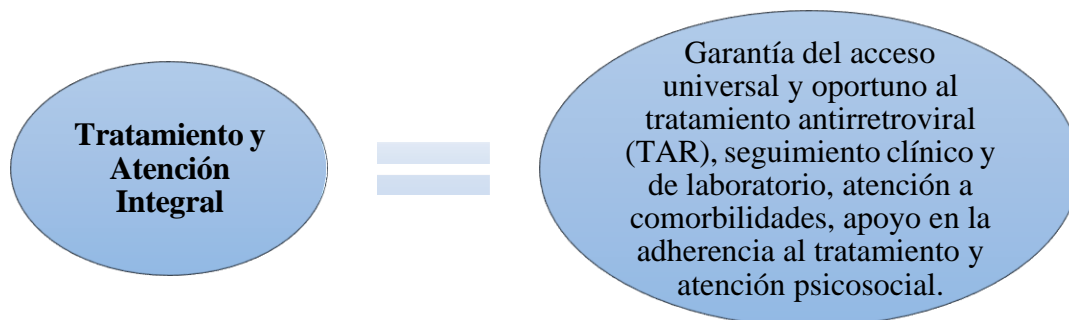 Tratamiento y
Atención
Integral
Garantía del acceso
universal y oportuno al
tratamiento antirretroviral
(TAR), seguimiento clínico y
de laboratorio, atención a
comorbilidades, apoyo en la
adherencia al tratamiento y
atención psicosocial.